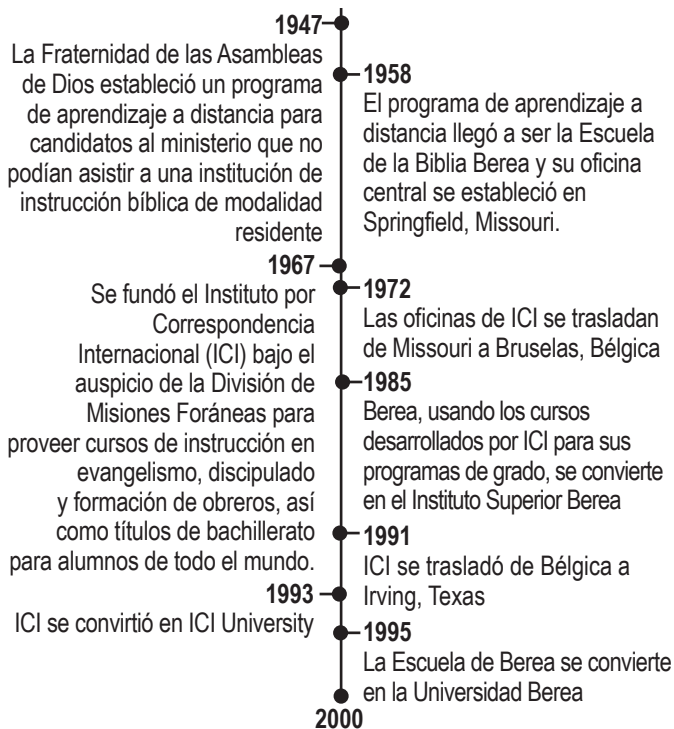 1947
La Fraternidad de las Asambleas
de Dios estableció un programa
de aprendizaje a distancia para
candidatos al ministerio que no
podían asistir a una institución de
instrucción bíblica de modalidad
residente
1958
El programa de aprendizaje a
distancia llegó a ser la Escuela
de la Biblia Berea y su oficina
central se estableció en
Springfield, Missouri.
1967
Se fundó el Instituto por
Correspondencia
Internacional (ICI) bajo el
auspicio de la División de
Misiones Foráneas para
proveer cursos de instrucción en
evangelismo, discipulado
y formación de obreros, así
como títulos de bachillerato
para alumnos de todo el mundo.
1972
Las oficinas de ICI se trasladan
de Missouri a Bruselas, Bélgica
1985
Berea, usando los cursos
desarrollados por ICI para sus
programas de grado, se convierte
en el Instituto Superior Berea
1991
ICI se trasladó de Bélgica a
Irving, Texas
1993
ICI se convirtió en ICI University
1995
La Escuela de Berea se convierte
en la Universidad Berea
2000